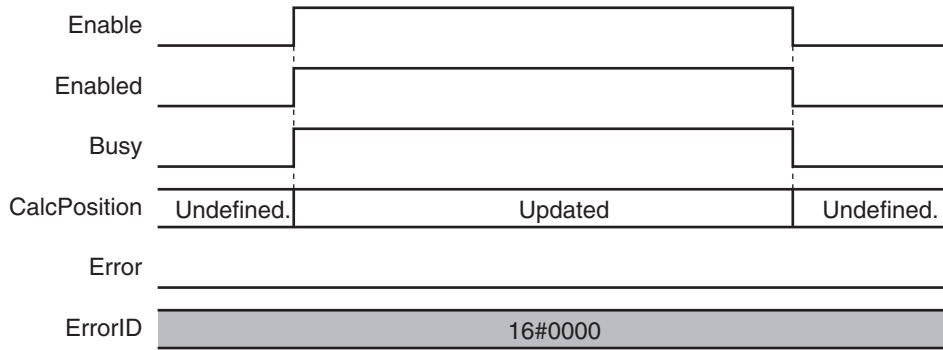 Enable
Enabled
Busy
CalcPosition Undefined. Updated Undefined.
Error
ErrorID 16#0000